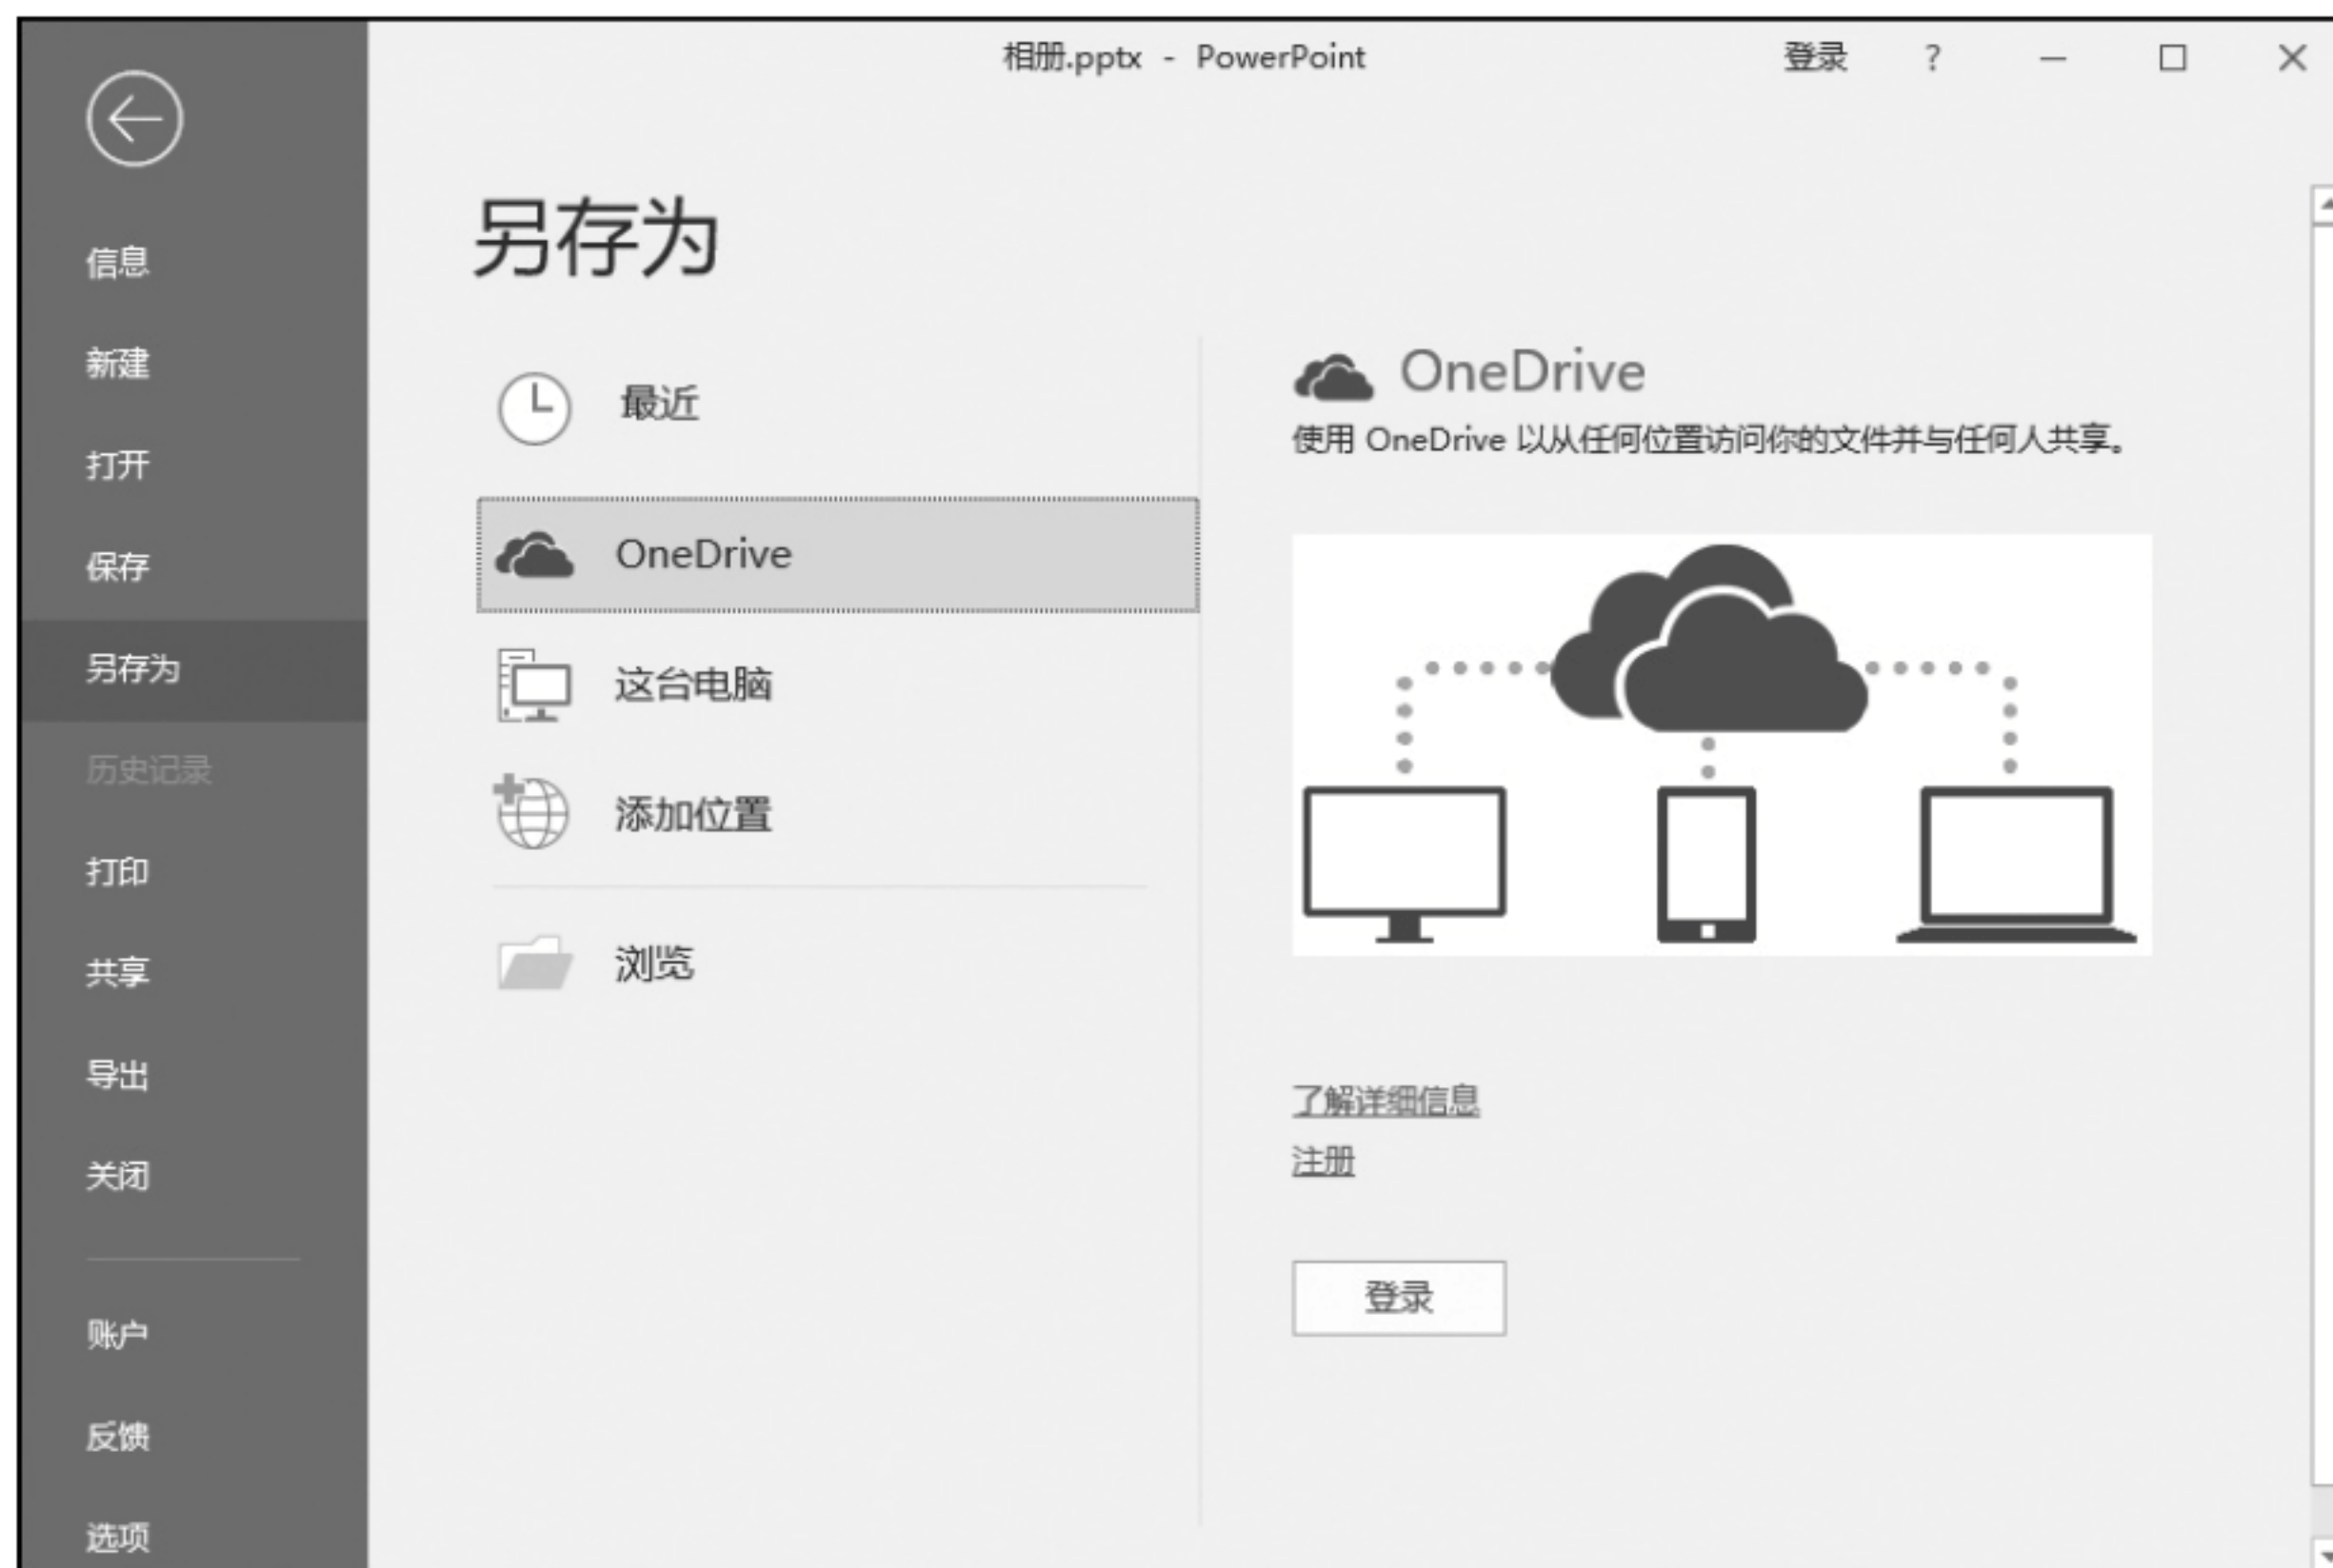 相册.pptx - PowerPoint
登录 ?
信息
新建
打开
保存
另存为
历史记录
打印
共享
导出
关闭
账户
反馈
选项
另存为
最近
OneDrive
这台电脑
添加位置
浏览
OneDrive
使用 OneDrive 以从任何位置访问你的文件并与任何人共享。
了解详细信息
注册
登录